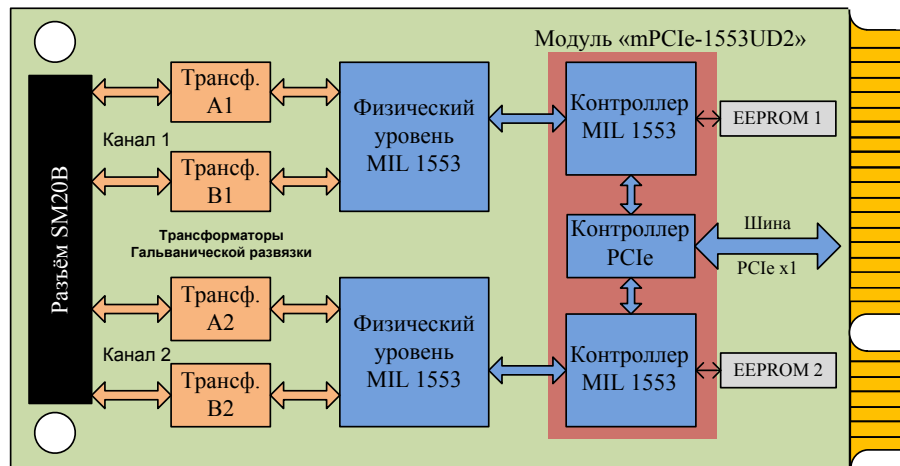 Модуль «mPCIe-1553UD2»
Разъём SM20B
Трансф.
A1
Канал 1
Трансф.
B1
Физический
уровень
MIL 1553
Контроллер
MIL 1553
EEPROM 1
Трансформаторы
Гальванической развязки
Контроллер
PCIe
Шина
PCIe x1
Трансф.
A2
Канал 2
Трансф.
B2
Физический
уровень
MIL 1553
Контроллер
MIL 1553
EEPROM 2